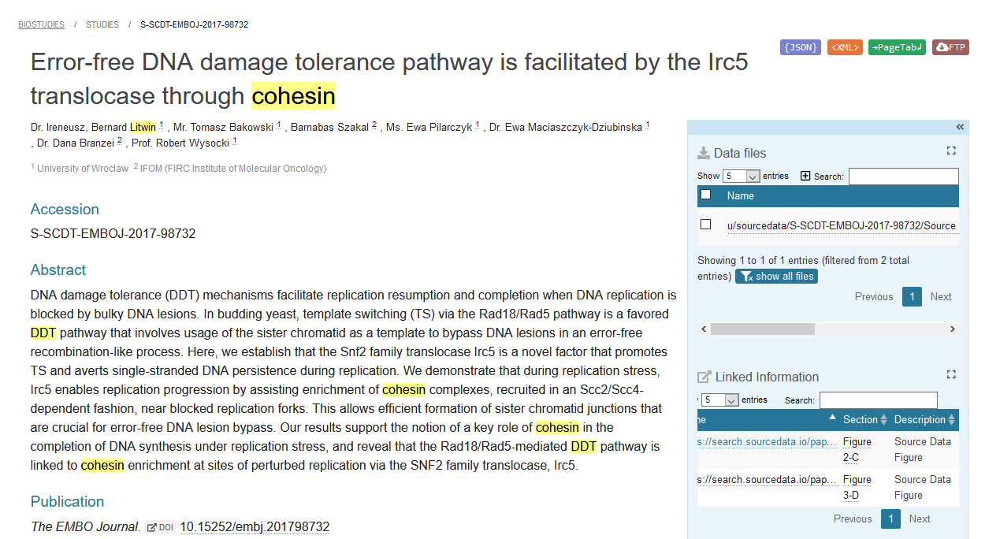 BIOSTUDIES / STUDIES / S-SCDT-EMBOJ-2017-98732
{JSON} <XML> →PageTab↲ FTP
Error-free DNA damage tolerance pathway is facilitated by the Irc5
translocase through cohesin
Dr. Ireneusz, Bernard Litwin 1 , Mr. Tomasz Bakowski 1 , Barnabas Szakal 2 , Ms. Ewa Pilarczyk 1 , Dr. Ewa Maciaszczyk-Dziubinska 1
, Dr. Dana Branzei 2 , Prof. Robert Wysocki 1
1 University of Wroclaw 2 IFOM (FIRC Institute of Molecular Oncology)
Accession
S-SCDT-EMBOJ-2017-98732
Abstract
DNA damage tolerance (DDT) mechanisms facilitate replication resumption and completion when DNA replication is
blocked by bulky DNA lesions. In budding yeast, template switching (TS) via the Rad18/Rad5 pathway is a favored
DDT pathway that involves usage of the sister chromatid as a template to bypass DNA lesions in an error-free
recombination-like process. Here, we establish that the Snf2 family translocase Irc5 is a novel factor that promotes
TS and averts single-stranded DNA persistence during replication. We demonstrate that during replication stress,
Irc5 enables replication progression by assisting enrichment of cohesin complexes, recruited in an Scc2/Scc4-
dependent fashion, near blocked replication forks. This allows efficient formation of sister chromatid junctions that
are crucial for error-free DNA lesion bypass. Our results support the notion of a key role of cohesin in the
completion of DNA synthesis under replication stress, and reveal that the Rad18/Rad5-mediated DDT pathway is
linked to cohesin enrichment at sites of perturbed replication via the SNF2 family translocase, Irc5.
Publication
The EMBO Journal. DOI 10.15252/embj.201798732
«
Data files
Show 5 entries Search:
Name
u/sourcedata/S-SCDT-EMBOJ-2017-98732/Source
Showing 1 to 1 of 1 entries (filtered from 2 total
entries) show all files
Previous 1 Next
Linked Information
5 entries Search:
ne Section Description
s://search.sourcedata.io/pap... Figure Source Data
2-C Figure
s://search.sourcedata.io/pap... Figure Source Data
3-D Figure
Previous 1 Next